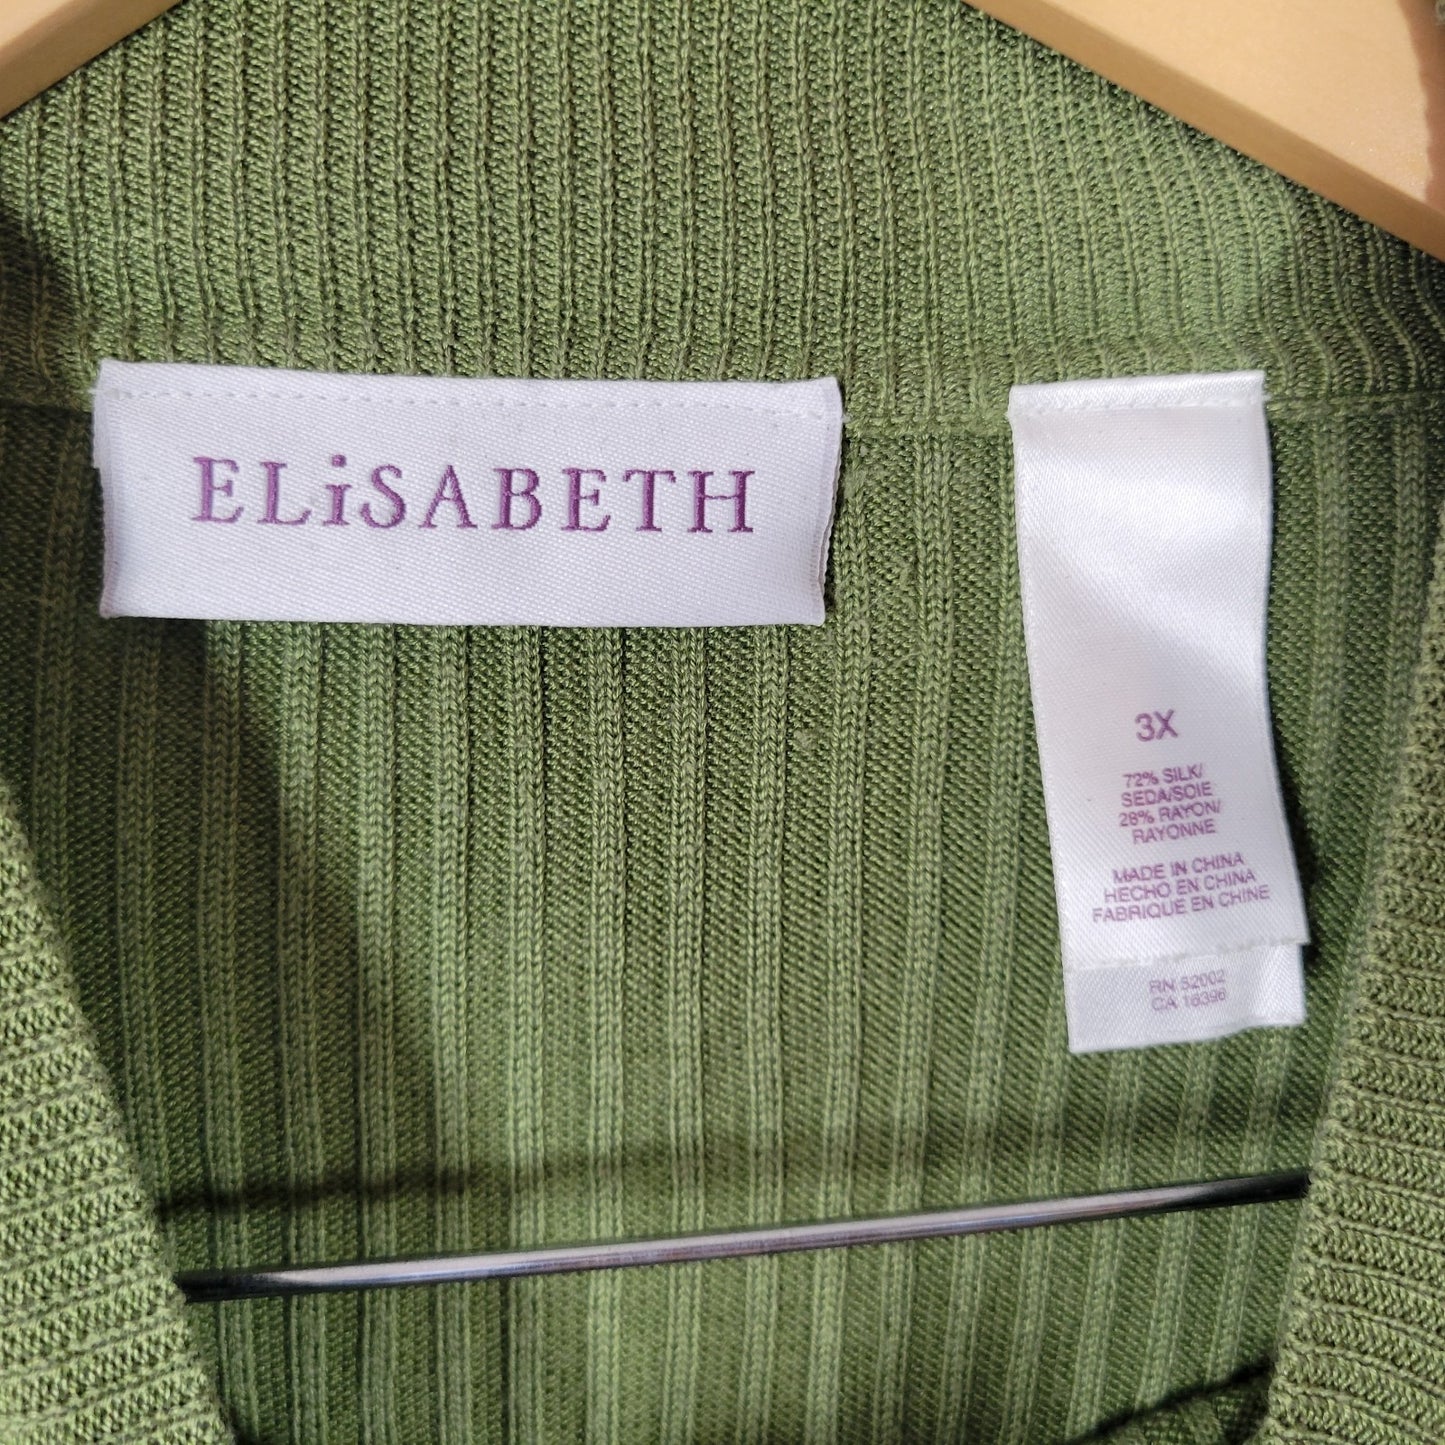 ELiSABETH
3X
72% SILK/
SEDA/SOIE
28% RAYON/
RAYONNE
MADE IN CHINA
HECHO EN CHINA
FABRIQUE EN CHINE
RN 52002
CA 16396